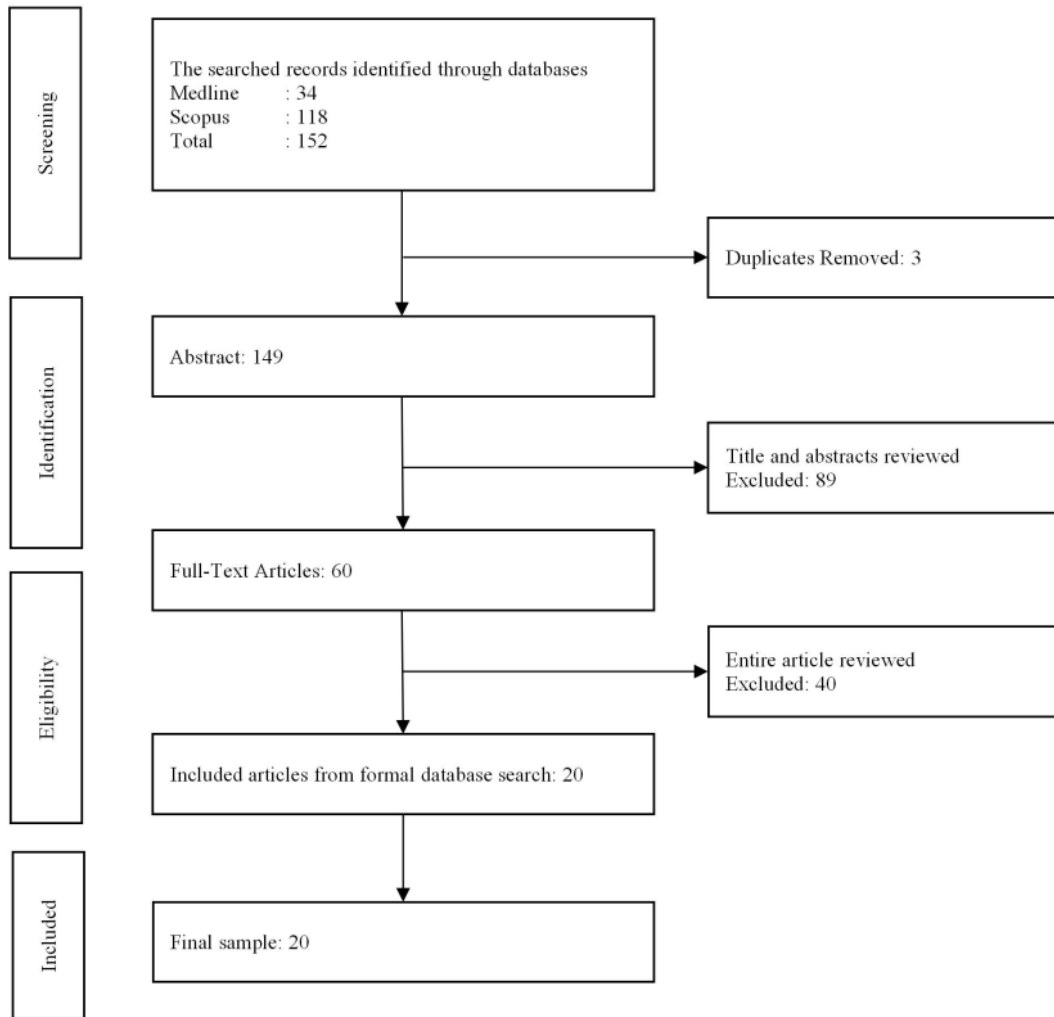 Screening
The searched records identified through databases
Medline : 34
Scopus : 118
Total : 152
Duplicates Removed: 3
Identification
Abstract: 149
Title and abstracts reviewed
Excluded: 89
Full-Text Articles: 60
Eligibility
Entire article reviewed
Excluded: 40
Included articles from formal database search: 20
Included
Final sample: 20